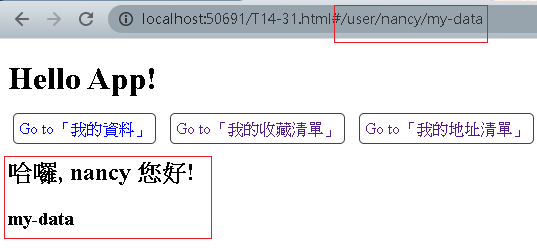 localhost:50691/T14-31.html#/user/nancy/my-data
Hello App!
Go to「我的資料」 Go to「我的收藏清單」 Go to「我的地址清單」
哈囉, nancy 您好!
my-data